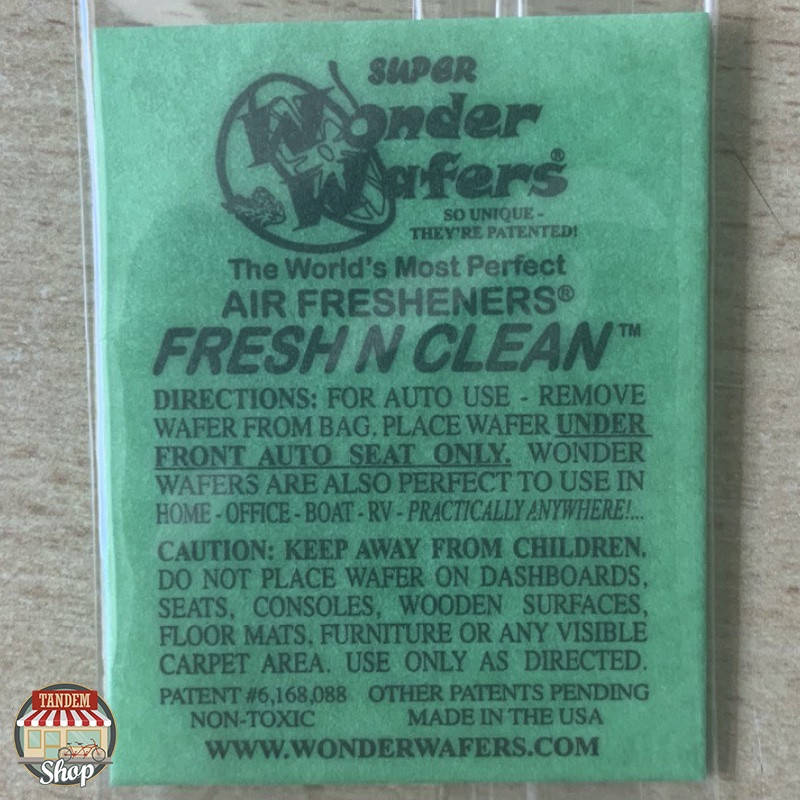 SUPER
Wonder
Wafers®
SO UNIQUE -
THEY'RE PATENTED!
The World's Most Perfect
AIR FRESHENERS®
FRESH N CLEAN™
DIRECTIONS: FOR AUTO USE - REMOVE
WAFER FROM BAG. PLACE WAFER UNDER
FRONT AUTO SEAT ONLY. WONDER
WAFERS ARE ALSO PERFECT TO USE IN
HOME - OFFICE - BOAT - RV - PRACTICALLY ANYWHERE!...
CAUTION: KEEP AWAY FROM CHILDREN.
DO NOT PLACE WAFER ON DASHBOARDS,
SEATS, CONSOLES, WOODEN SURFACES,
FLOOR MATS, FURNITURE OR ANY VISIBLE
CARPET AREA. USE ONLY AS DIRECTED.
PATENT #6,168,088 OTHER PATENTS PENDING
NON-TOXIC MADE IN THE USA
WWW.WONDERWAFERS.COM
TANDEM
Shop